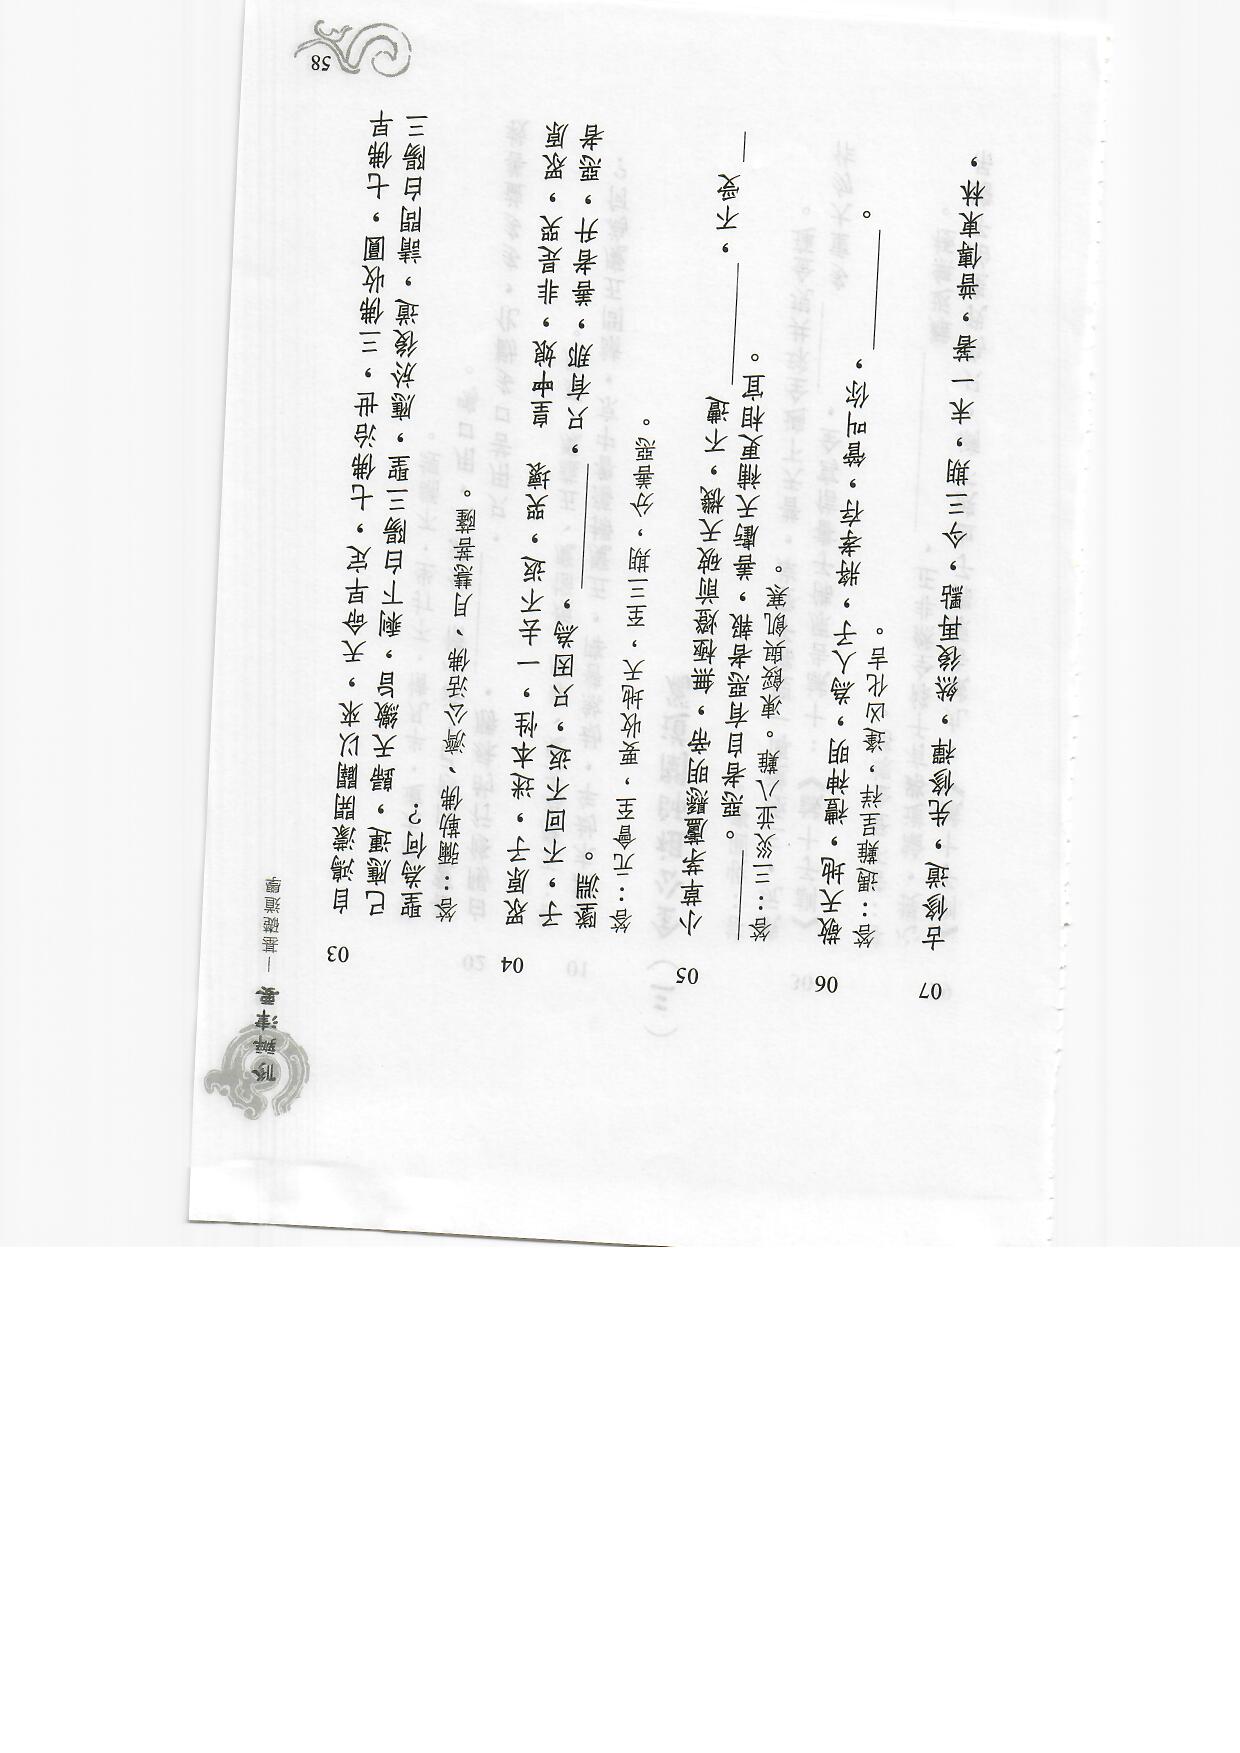 修辦津要
—基礎道學
03
自鴻濛開闢以來，天命早定，七佛治世，三佛收圓，七佛早
已應運，歸天繳旨，剩下白陽三聖，應於後道，請問白陽三
聖為何？
答：彌勒佛、濟公活佛、月慧菩薩。
04
眾原子，迷本性，一去不返，哭壞 皇中娘，非是哭，眾原
子，不回不返，只因為，＿＿＿＿，只有那，善者升，惡者
墜淵。
答：元會至，要收地天，至三期，分善惡。
05
小草茅蘆懸明帝，無極燈前破天機，不遭＿＿＿＿，不受＿
＿＿＿。惡者自有惡者報，善虧天補更相宜。
答：三災並八難。凍餒與飢寒。
06
敬天地，禮神明，為人子，將孝存，管叫你，＿＿＿＿。
答：遇難呈祥，逢凶化吉。
07
古修道，先修禪，然後再點，今三期，末一著，普傳東林，
58